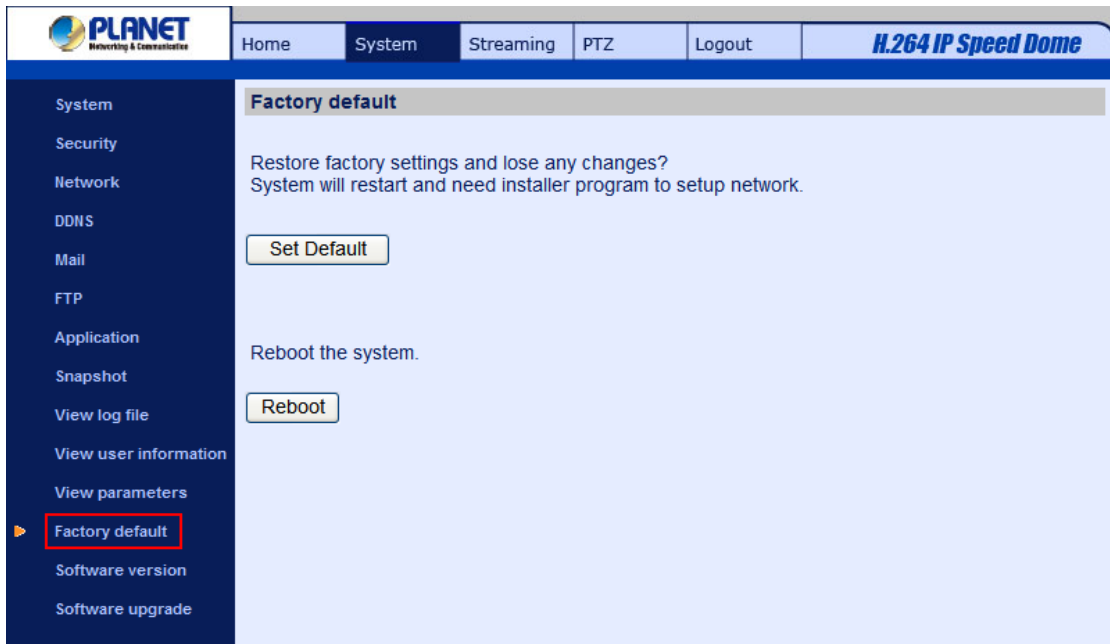 PLANET
Networking & Communication
Home System Streaming PTZ Logout H.264 IP Speed Dome
System
Security
Network
DDNS
Mail
FTP
Application
Snapshot
View log file
View user information
View parameters
Factory default
Software version
Software upgrade
Factory default
Restore factory settings and lose any changes?
System will restart and need installer program to setup network.
Set Default
Reboot the system.
Reboot